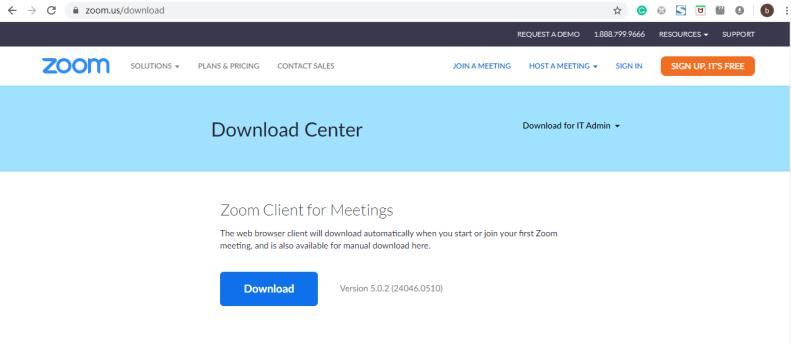 zoom.us/download
REQUEST A DEMO 1.888.799.9666 RESOURCES SUPPORT
zoom SOLUTIONS PLANS & PRICING CONTACT SALES JOIN A MEETING HOST A MEETING SIGN IN SIGN UP, IT'S FREE
Download Center Download for IT Admin
Zoom Client for Meetings
The web browser client will download automatically when you start or join your first Zoom
meeting, and is also available for manual download here.
Download Version 5.0.2 (24046.0510)